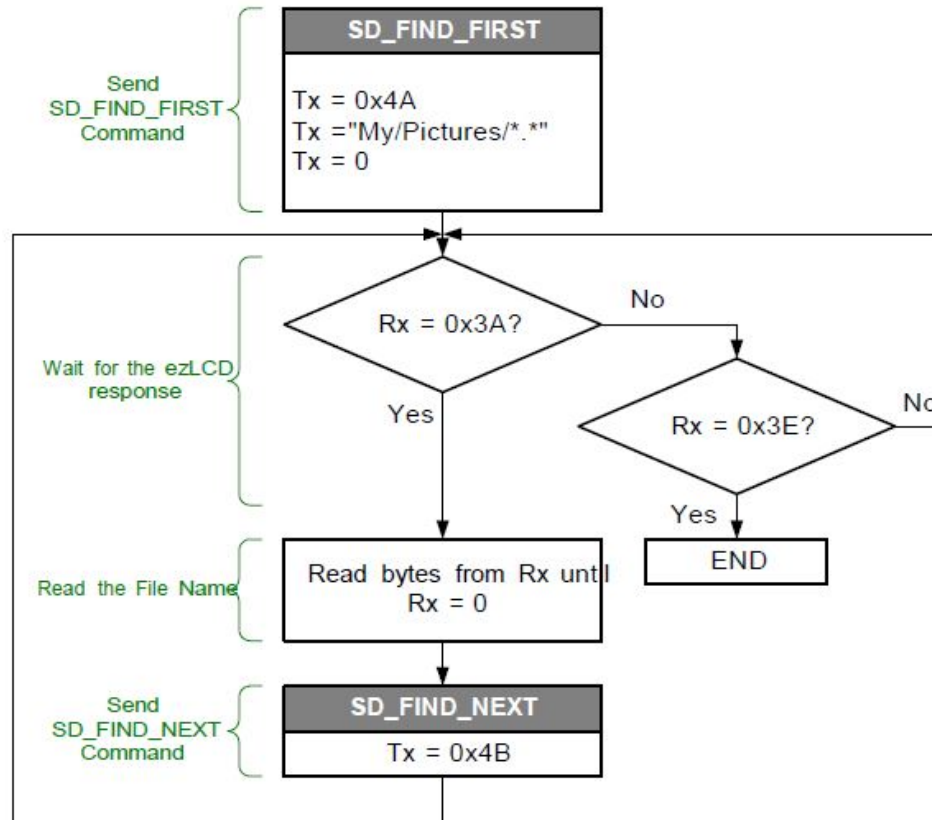 SD_FIND_FIRST
Send
SD_FIND_FIRST
Command
Tx = 0x4A
Tx ="My/Pictures/*.*"
Tx = 0
Wait for the ezLCD
response
Rx = 0x3A?
No
Yes
Rx = 0x3E?
No
Yes
END
Read the File Name
Read bytes from Rx until
Rx = 0
Send
SD_FIND_NEXT
Command
SD_FIND_NEXT
Tx = 0x4B